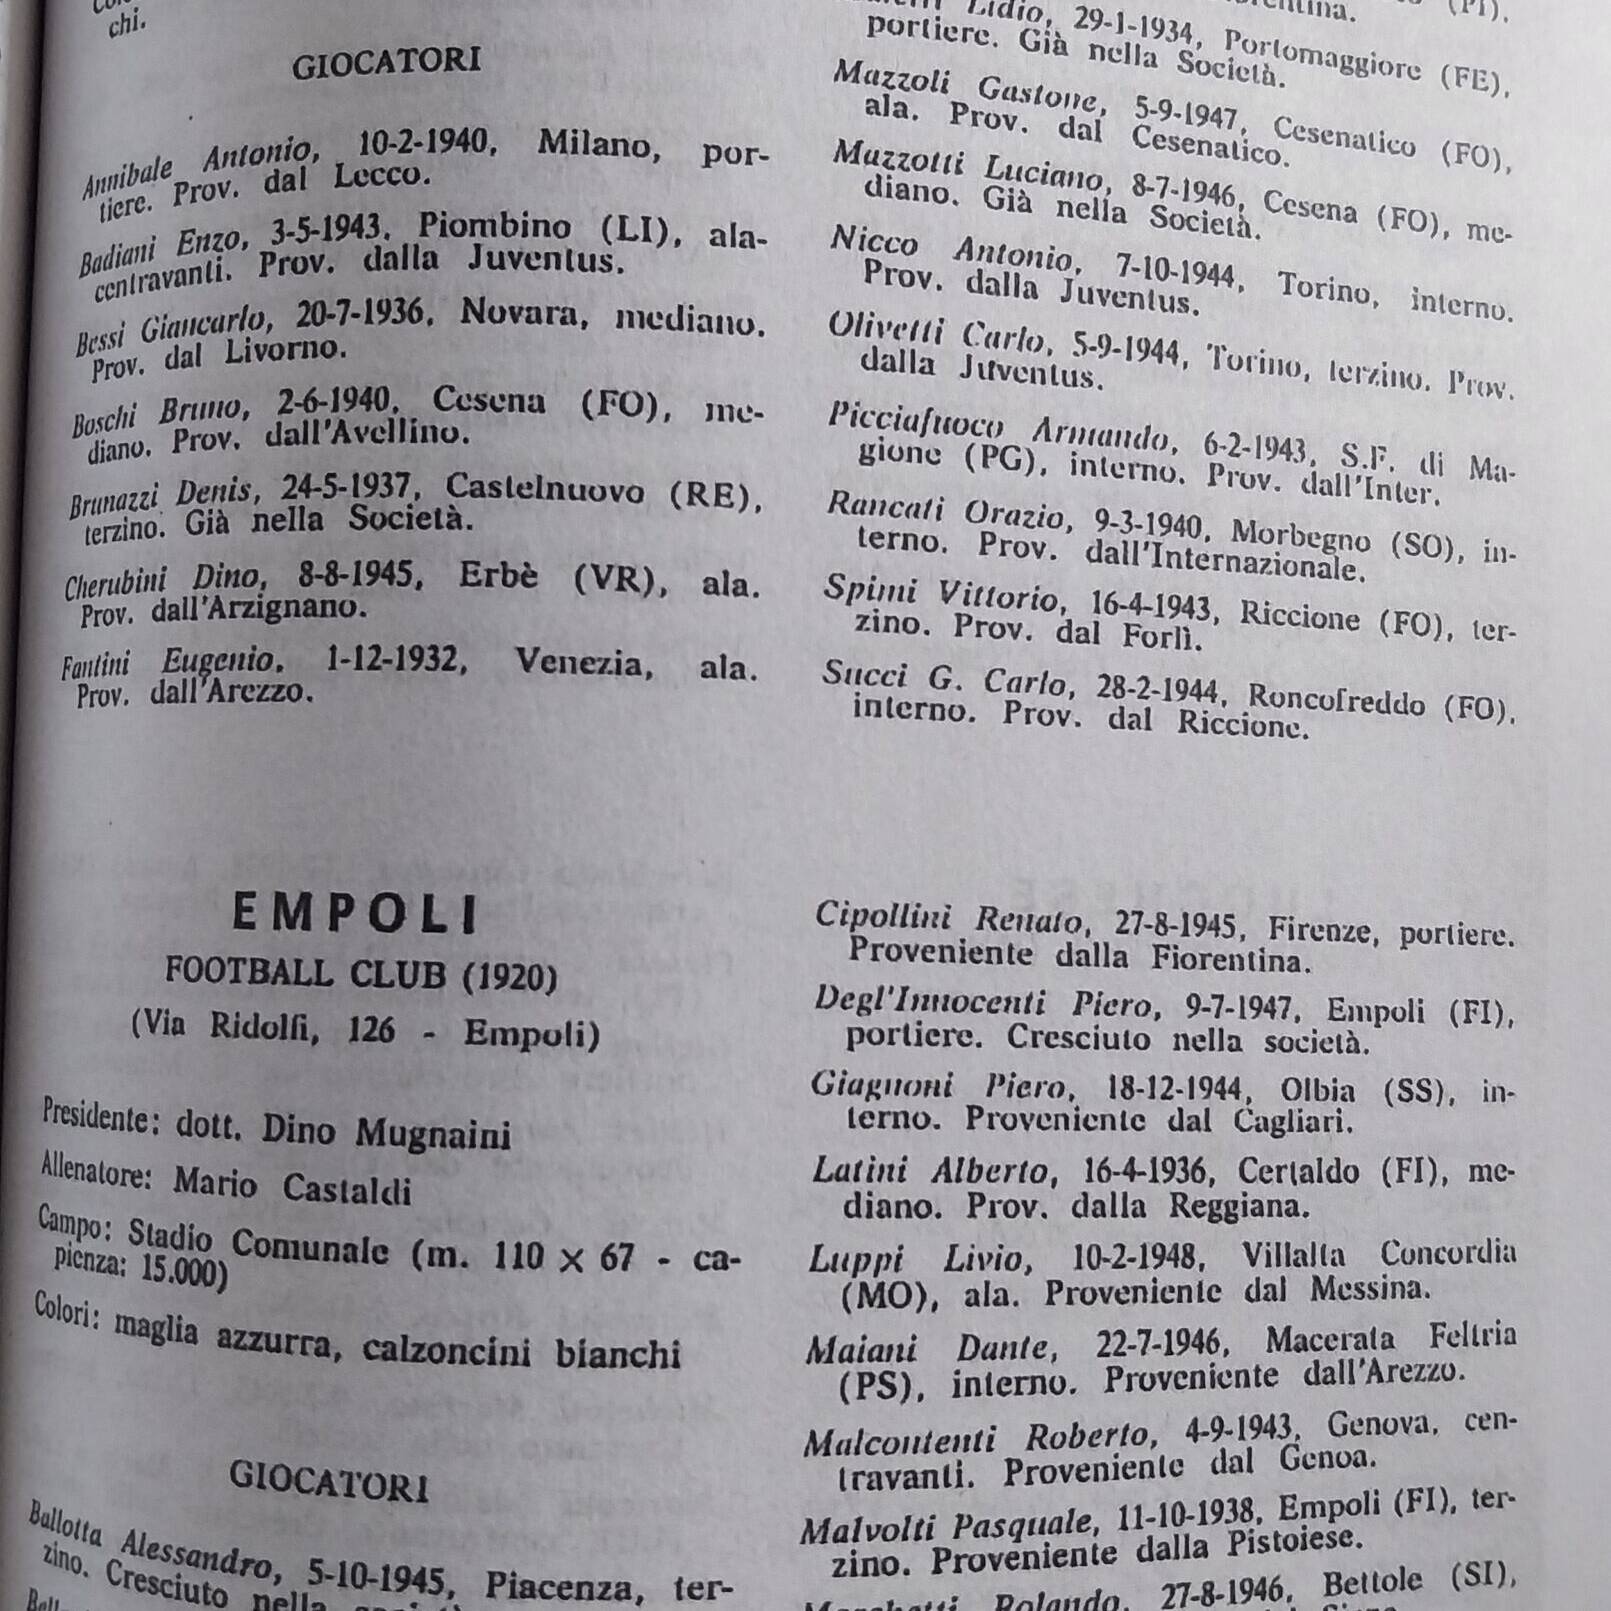 chi.
GIOCATORI
Annibale Antonio, 10-2-1940, Milano, por-
tiere. Prov. dal Lecco.
Badiani Enzo, 3-5-1943, Piombino (LI), ala-
centravanti. Prov. dalla Juventus.
Bessi Giancarlo, 20-7-1936, Novara, mediano.
Prov. dal Livorno.
Boschi Bruno, 2-6-1940, Cesena (FO), me-
diano. Prov. dall'Avellino.
Brunazzi Denis, 24-5-1937, Castelnuovo (RE),
terzino. Già nella Società.
Cherubini Dino, 8-8-1945, Erbè (VR), ala.
Prov. dall'Arzignano.
Fantini Eugenio, 1-12-1932, Venezia, ala.
Prov. dall'Arezzo.
(PI).
Lidio, 29-1-1934, Portomaggiore (FE),
portiere. Già nella Società.
Mazzoli Gastone, 5-9-1947, Cesenatico (FO),
ala. Prov. dal Cesenatico.
Mazzotti Luciano, 8-7-1946, Cesena (FO), me-
diano. Già nella Società.
Nicco Antonio, 7-10-1944, Torino, interno.
Prov. dalla Juventus.
Olivetti Carlo, 5-9-1944, Torino, terzino. Prov.
dalla Juventus.
Picciafuoco Armando, 6-2-1943, S.F. di Ma-
gione (PG), interno. Prov. dall'Inter.
Rancati Orazio, 9-3-1940, Morbegno (SO), in-
terno. Prov. dall'Internazionale.
Spimi Vittorio, 16-4-1943, Riccione (FO), ter-
zino. Prov. dal Forlì.
Succi G. Carlo, 28-2-1944, Roncofreddo (FO),
interno. Prov. dal Riccione.
EMPOLI
FOOTBALL CLUB (1920)
(Via Ridolfi, 126 - Empoli)
Presidente: dott. Dino Mugnaini
Allenatore: Mario Castaldi
Campo: Stadio Comunale (m. 110 × 67 - ca-
pienza: 15.000)
Colori: maglia azzurra, calzoncini bianchi
GIOCATORI
Ballotta Alessandro, 5-10-1945, Piacenza, ter-
zino. Cresciuto nella
Cipollini Renato, 27-8-1945, Firenze, portiere.
Proveniente dalla Fiorentina.
Degl'Innocenti Piero, 9-7-1947, Empoli (FI),
portiere. Cresciuto nella società.
Giagnoni Piero, 18-12-1944, Olbia (SS), in-
terno. Proveniente dal Cagliari.
Latini Alberto, 16-4-1936, Certaldo (FI), me-
diano. Prov. dalla Reggiana.
Luppi Livio, 10-2-1948, Villalta Concordia
(MO), ala. Proveniente dal Messina.
Maiani Dante, 22-7-1946, Macerata Feltria
(PS), interno. Proveniente dall'Arezzo.
Malcontenti Roberto, 4-9-1943, Genova, cen-
travanti. Proveniente dal Genoa.
Malvolti Pasquale, 11-10-1938, Empoli (FI), ter-
zino. Proveniente dalla Pistoiese.
Rolando, 27-8-1946, Bettole (SI),